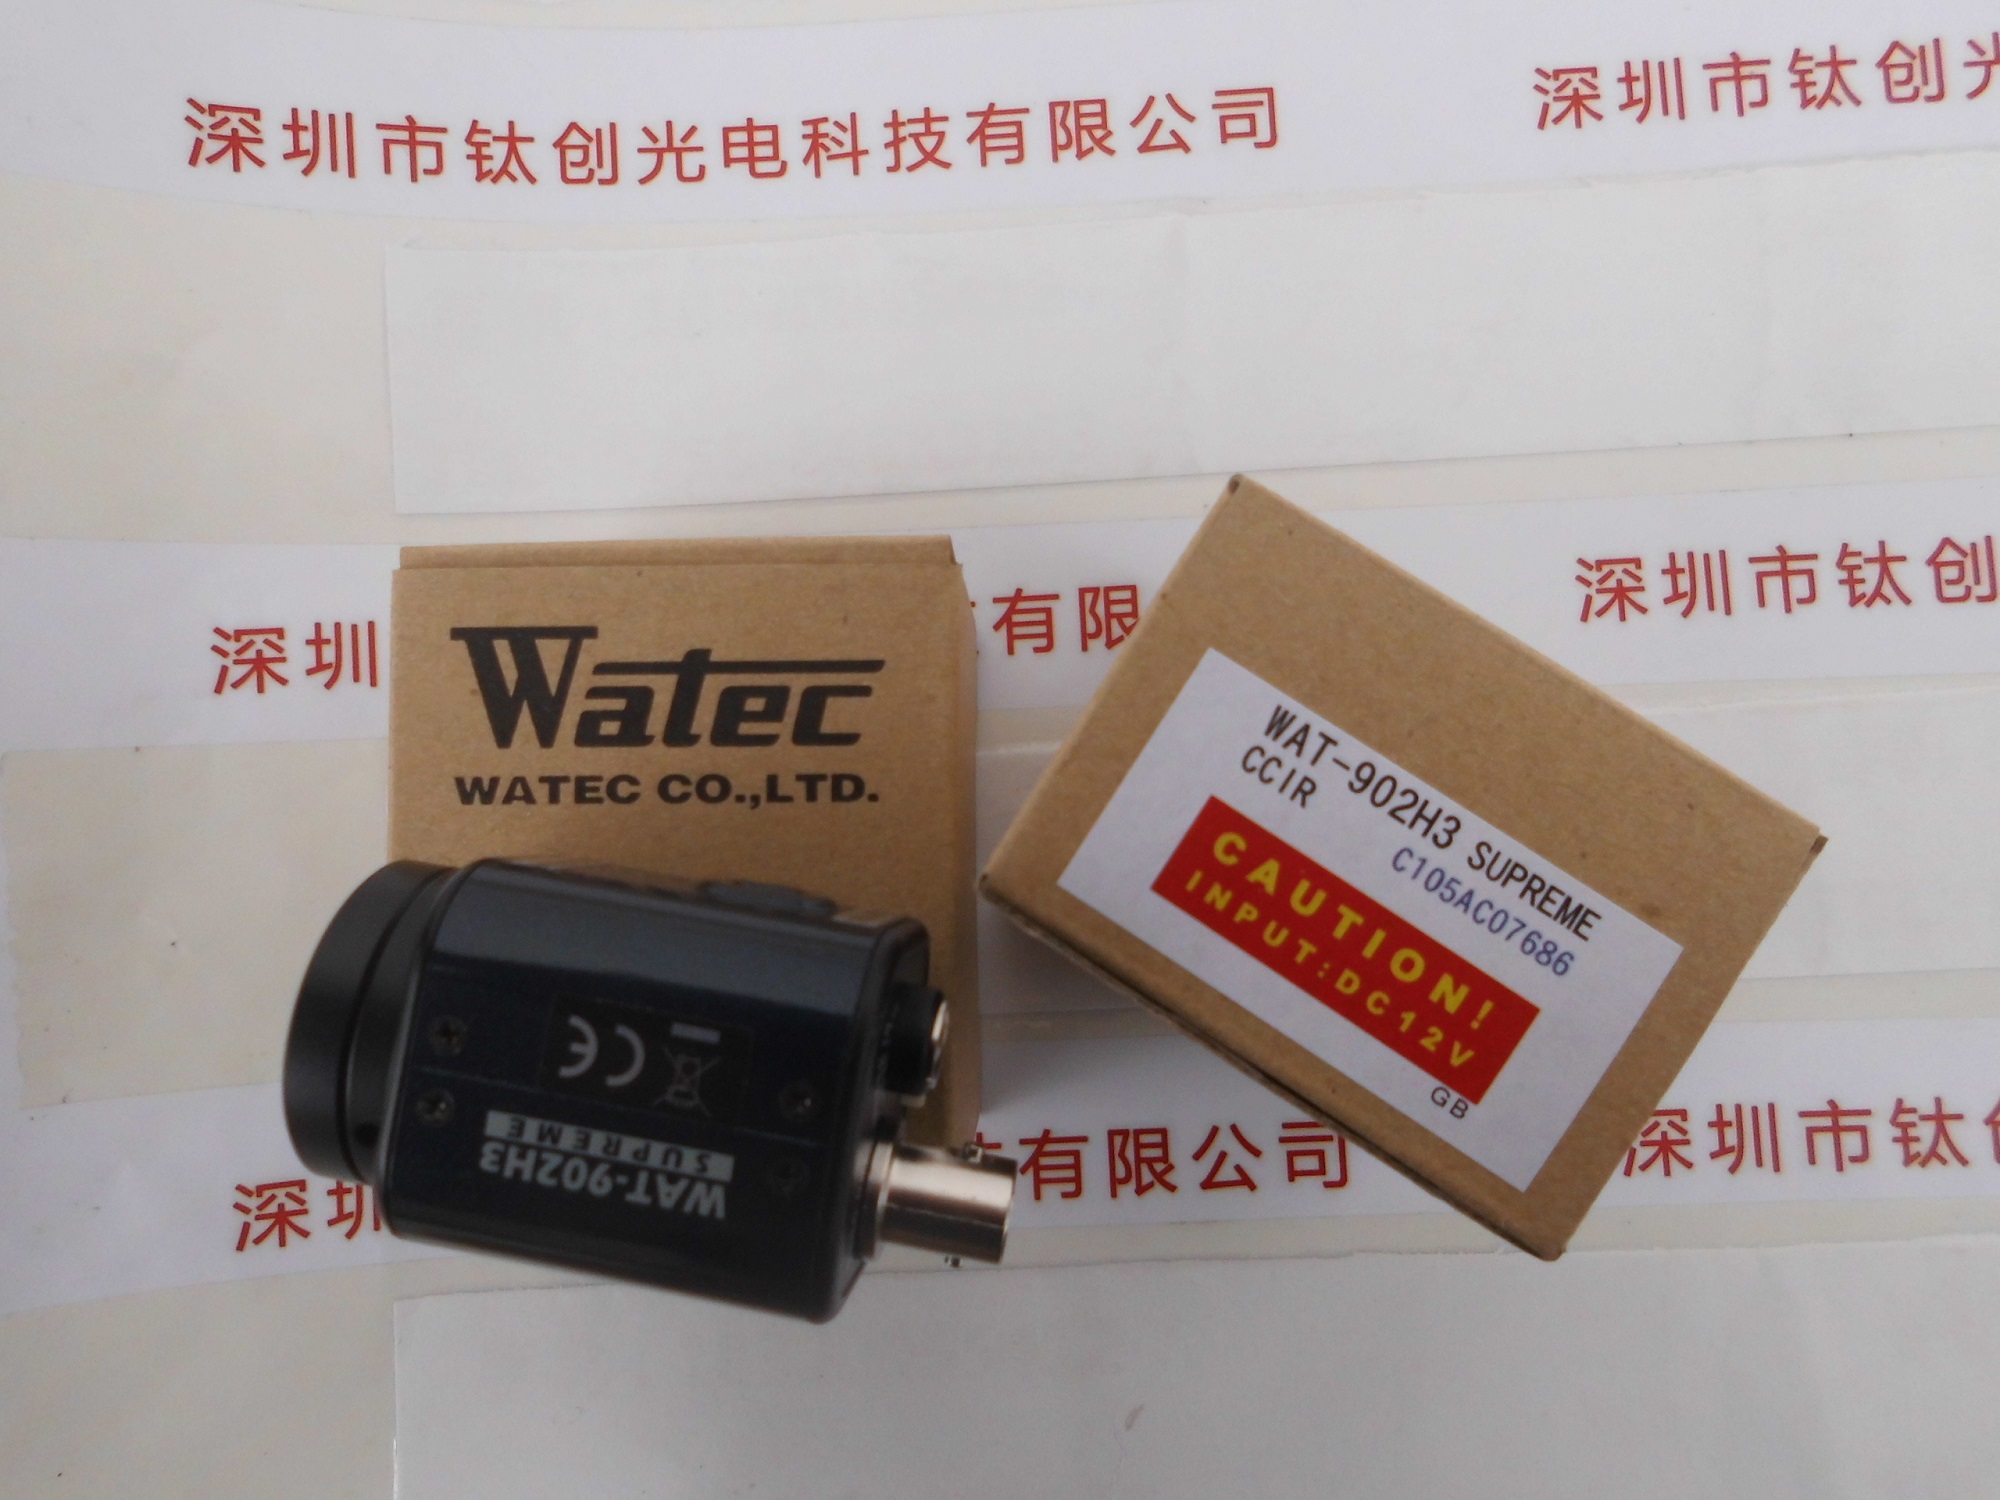 深圳市钛创光电科技有限公司
深圳市钛创光
深圳
有限
深圳市钛创
Watec
WATEC CO.,LTD.
WAT-902H3 SUPREME
CCIR
C105AC07686
CAUTION!
INPUT:DC12V
GB
CE
WAT-902H3
SUPREME
深圳
有限公司
深圳市钛